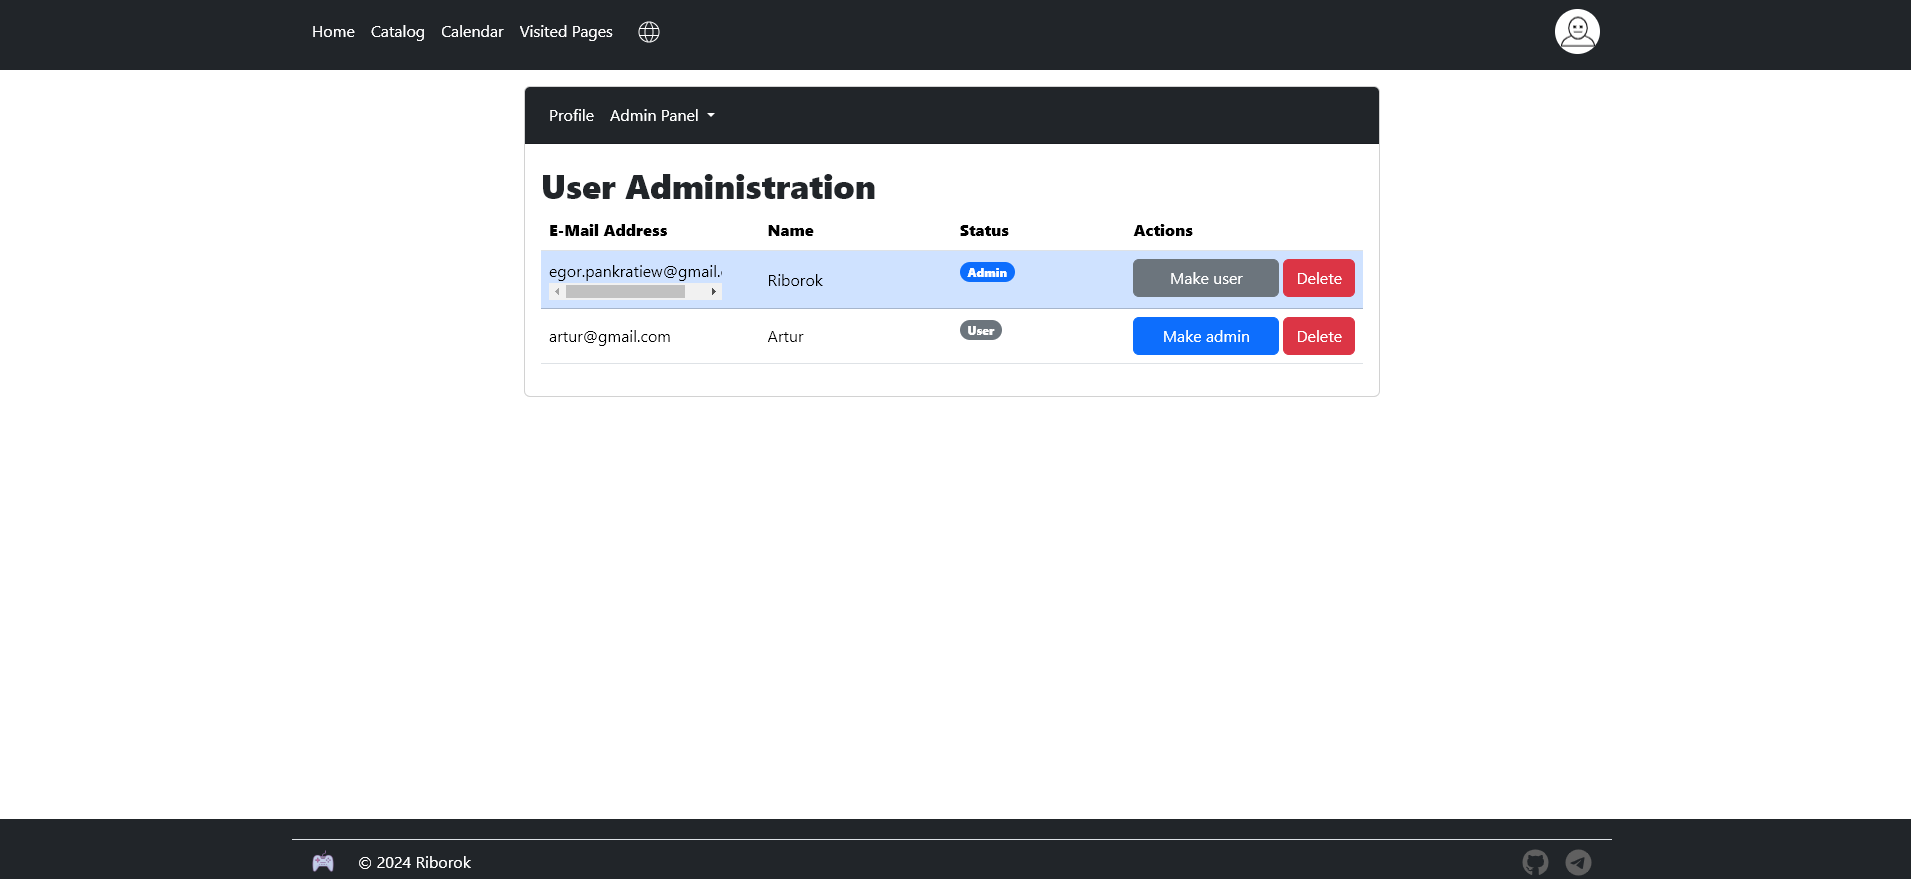 Home Catalog Calendar Visited Pages
Profile Admin Panel
User Administration
E-Mail Address Name Status Actions
egor.pankratiew@gmail. Riborok Admin Make user Delete
artur@gmail.com Artur User Make admin Delete
© 2024 Riborok